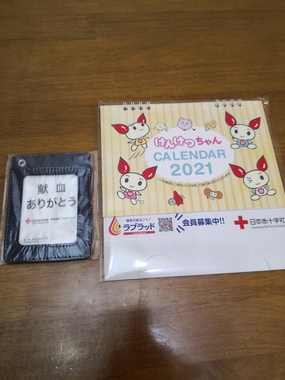 献血
ありがとう
けんけつちゃん
CALENDAR
2021
ラブラッド
会員募集中!!
日本赤十字社